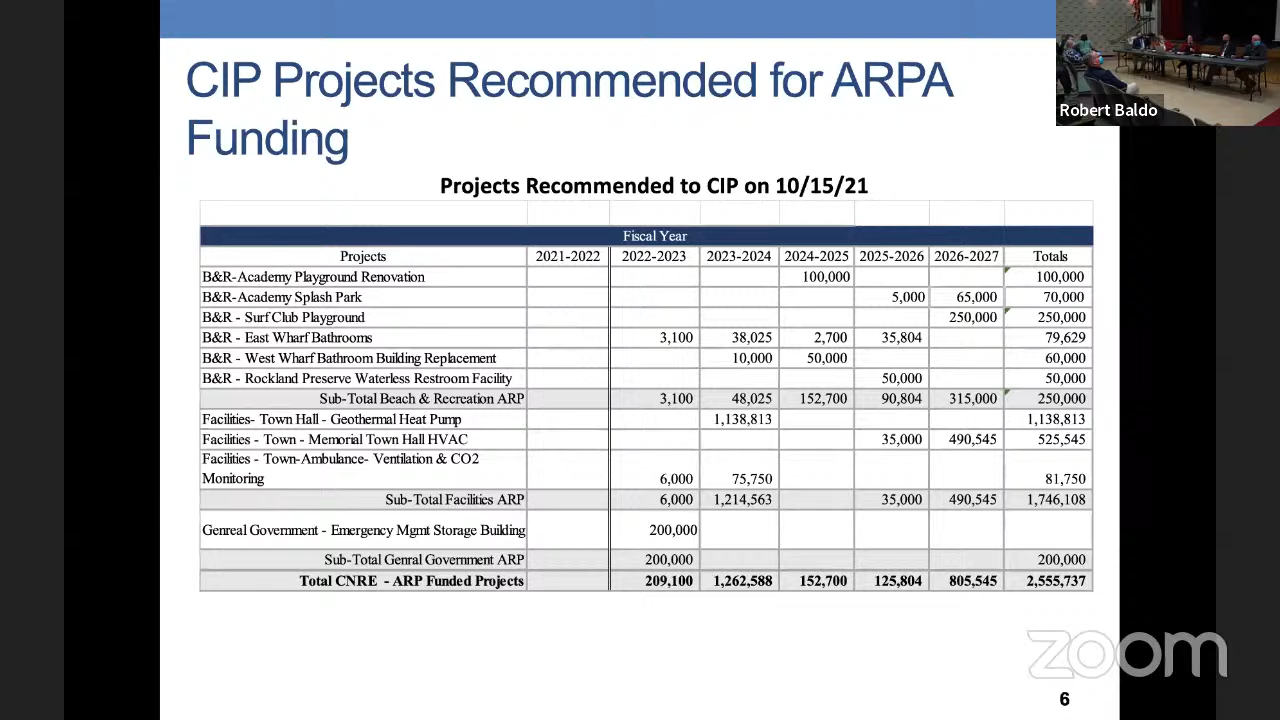 CIP Projects Recommended for ARPA
Funding
Robert Baldo
Projects Recommended to CIP on 10/15/21
Fiscal Year
Projects 2021-2022 2022-2023 2023-2024 2024-2025 2025-2026 2026-2027 Totals
B&R-Academy Playground Renovation 100,000 100,000
B&R-Academy Splash Park 5,000 65,000 70,000
B&R - Surf Club Playground 250,000 250,000
B&R - East Wharf Bathrooms 3,100 38,025 2,700 35,804 79,629
B&R - West Wharf Bathroom Building Replacement 10,000 50,000 60,000
B&R - Rockland Preserve Waterless Restroom Facility 50,000 50,000
Sub-Total Beach & Recreation ARP 3,100 48,025 152,700 90,804 315,000 250,000
Facilities- Town Hall - Geothermal Heat Pump 1,138,813 1,138,813
Facilities - Town - Memorial Town Hall HVAC 35,000 490,545 525,545
Facilities - Town-Ambulance- Ventilation & CO2
Monitoring 6,000 75,750 81,750
Sub-Total Facilities ARP 6,000 1,214,563 35,000 490,545 1,746,108
Genreal Government - Emergency Mgmt Storage Building 200,000
Sub-Total Genral Government ARP 200,000 200,000
Total CNRE - ARP Funded Projects 209,100 1,262,588 152,700 125,804 805,545 2,555,737
zoom
6